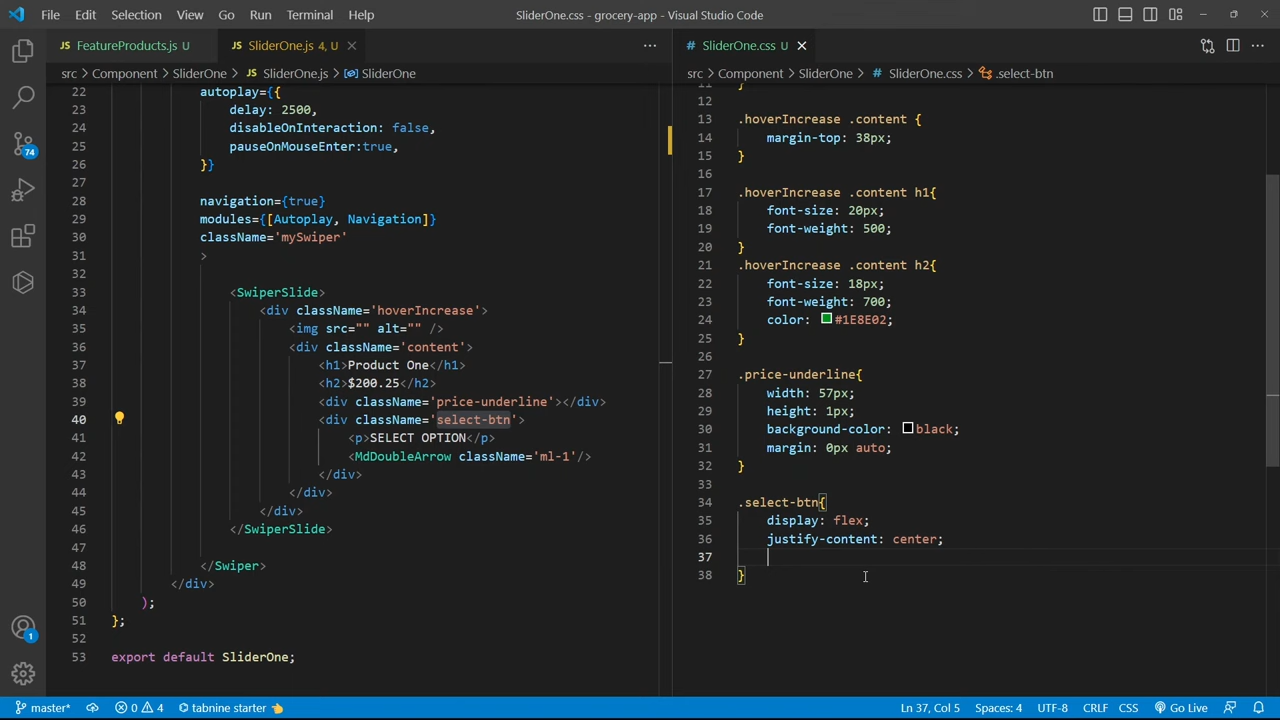 File Edit Selection View Go Run Terminal Help SliderOne.css - grocery-app - Visual Studio Code
JS FeatureProducts.js U JS SliderOne.js 4, U # SliderOne.css U
src > Component > SliderOne > JS SliderOne.js > SliderOne
22 autoplay={{
23 delay: 2500,
24 disableOnInteraction: false,
25 pauseOnMouseEnter:true,
26 }}
27
28 navigation={true}
29 modules={[Autoplay, Navigation]}
30 className='mySwiper'
31 >
32
33 <SwiperSlide>
34 <div className='hoverIncrease'>
35 <img src="" alt="" />
36 <div className='content'>
37 <h1>Product One</h1>
38 <h2>$200.25</h2>
39 <div className='price-underline'></div>
40 <div className='select-btn'>
41 <p>SELECT OPTION</p>
42 <MdDoubleArrow className='ml-1'/>
43 </div>
44 </div>
45 </div>
46 </SwiperSlide>
47
48 </Swiper>
49 </div>
50 );
51 };
52
53 export default SliderOne;
src > Component > SliderOne > # SliderOne.css > .select-btn
11 }
12
13 .hoverIncrease .content {
14 margin-top: 38px;
15 }
16
17 .hoverIncrease .content h1{
18 font-size: 20px;
19 font-weight: 500;
20 }
21 .hoverIncrease .content h2{
22 font-size: 18px;
23 font-weight: 700;
24 color: #1E8E02;
25 }
26
27 .price-underline{
28 width: 57px;
29 height: 1px;
30 background-color: black;
31 margin: 0px auto;
32 }
33
34 .select-btn{
35 display: flex;
36 justify-content: center;
37
38 }
74
1
master* 0 4 tabnine starter Ln 37, Col 5 Spaces: 4 UTF-8 CRLF CSS Go Live